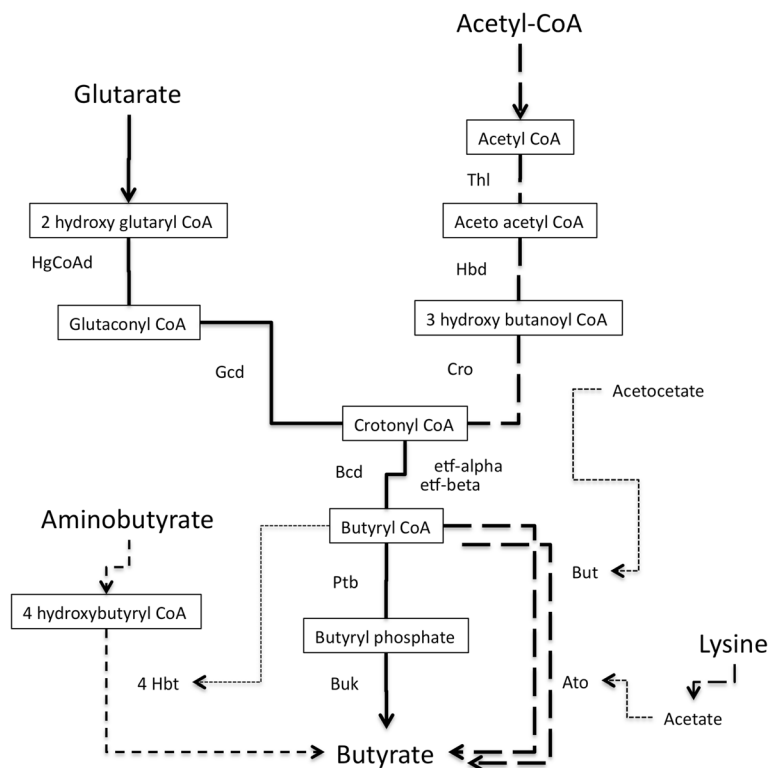 Acetyl-CoA
Glutarate
Acetyl CoA
Thl
2 hydroxy glutaryl CoA
Aceto acetyl CoA
HgCoAd
Hbd
Glutaconyl CoA
3 hydroxy butanoyl CoA
Gcd
Cro
Acetocetate
Crotonyl CoA
Bcd
etf-alpha
etf-beta
Aminobutyrate
Butyryl CoA
But
Ptb
4 hydroxybutyryl CoA
Butyryl phosphate
Lysine
4 Hbt
Buk
Ato
Acetate
Butyrate